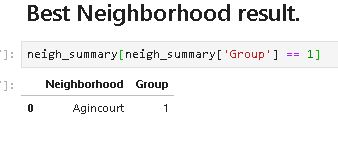 Best Neighborhood result.
]: neigh_summary[neigh_summary['Group'] == 1]
]:
Neighborhood Group
0 Agincourt 1